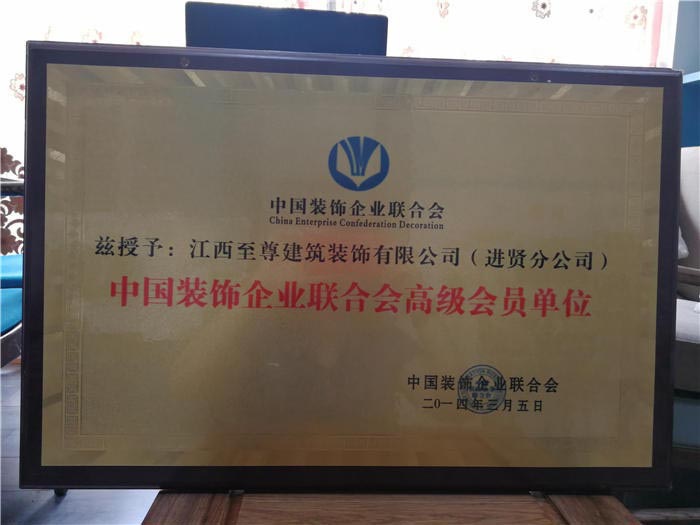 中国装饰企业联合会
China Enterprise Confederation Decoration
兹授予：江西至尊建筑装饰有限公司（进贤分公司）
中国装饰企业联合会高级会员单位
中国装饰企业联合会
二0一四年三月五日